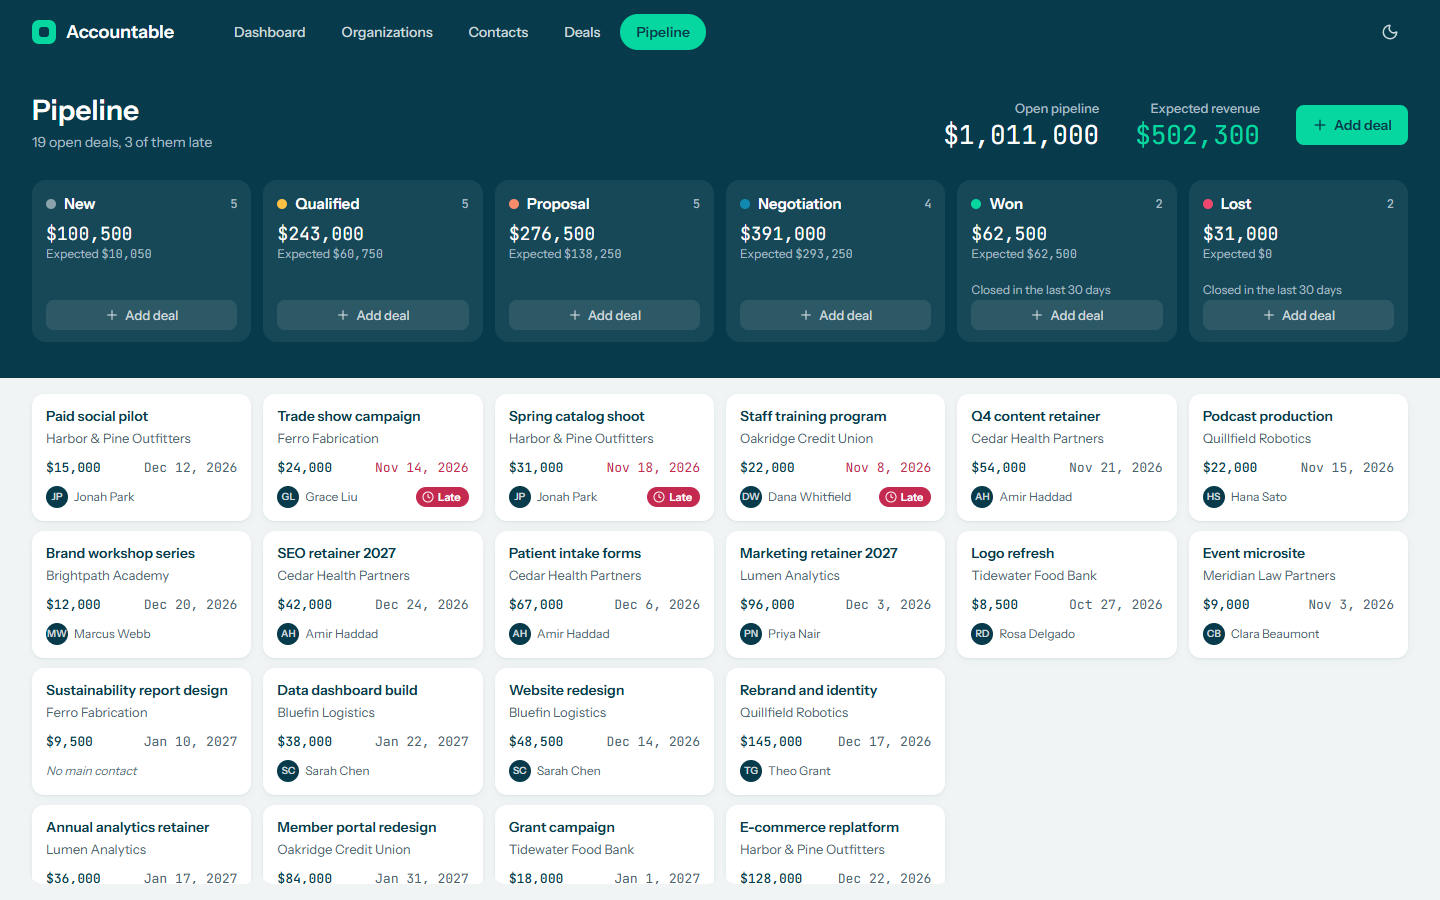 Accountable
Dashboard
Organizations
Contacts
Deals
Pipeline
Pipeline
19 open deals, 3 of them late
Open pipeline
$1,011,000
Expected revenue
$502,300
Add deal
New 5
$100,500
Expected $10,050
Add deal
Qualified 5
$243,000
Expected $60,750
Add deal
Proposal 5
$276,500
Expected $138,250
Add deal
Negotiation 4
$391,000
Expected $293,250
Add deal
Won 2
$62,500
Expected $62,500
Closed in the last 30 days
Add deal
Lost 2
$31,000
Expected $0
Closed in the last 30 days
Add deal
Paid social pilot
Harbor & Pine Outfitters
$15,000 Dec 12, 2026
JP Jonah Park
Trade show campaign
Ferro Fabrication
$24,000 Nov 14, 2026
GL Grace Liu Late
Spring catalog shoot
Harbor & Pine Outfitters
$31,000 Nov 18, 2026
JP Jonah Park Late
Staff training program
Oakridge Credit Union
$22,000 Nov 8, 2026
DW Dana Whitfield Late
Q4 content retainer
Cedar Health Partners
$54,000 Nov 21, 2026
AH Amir Haddad
Podcast production
Quillfield Robotics
$22,000 Nov 15, 2026
HS Hana Sato
Brand workshop series
Brightpath Academy
$12,000 Dec 20, 2026
MW Marcus Webb
SEO retainer 2027
Cedar Health Partners
$42,000 Dec 24, 2026
AH Amir Haddad
Patient intake forms
Cedar Health Partners
$67,000 Dec 6, 2026
AH Amir Haddad
Marketing retainer 2027
Lumen Analytics
$96,000 Dec 3, 2026
PN Priya Nair
Logo refresh
Tidewater Food Bank
$8,500 Oct 27, 2026
RD Rosa Delgado
Event microsite
Meridian Law Partners
$9,000 Nov 3, 2026
CB Clara Beaumont
Sustainability report design
Ferro Fabrication
$9,500 Jan 10, 2027
No main contact
Data dashboard build
Bluefin Logistics
$38,000 Jan 22, 2027
SC Sarah Chen
Website redesign
Bluefin Logistics
$48,500 Dec 14, 2026
SC Sarah Chen
Rebrand and identity
Quillfield Robotics
$145,000 Dec 17, 2026
TG Theo Grant
Annual analytics retainer
Lumen Analytics
$36,000 Jan 17, 2027
Member portal redesign
Oakridge Credit Union
$84,000 Jan 31, 2027
Grant campaign
Tidewater Food Bank
$18,000 Jan 1, 2027
E-commerce replatform
Harbor & Pine Outfitters
$128,000 Dec 22, 2026